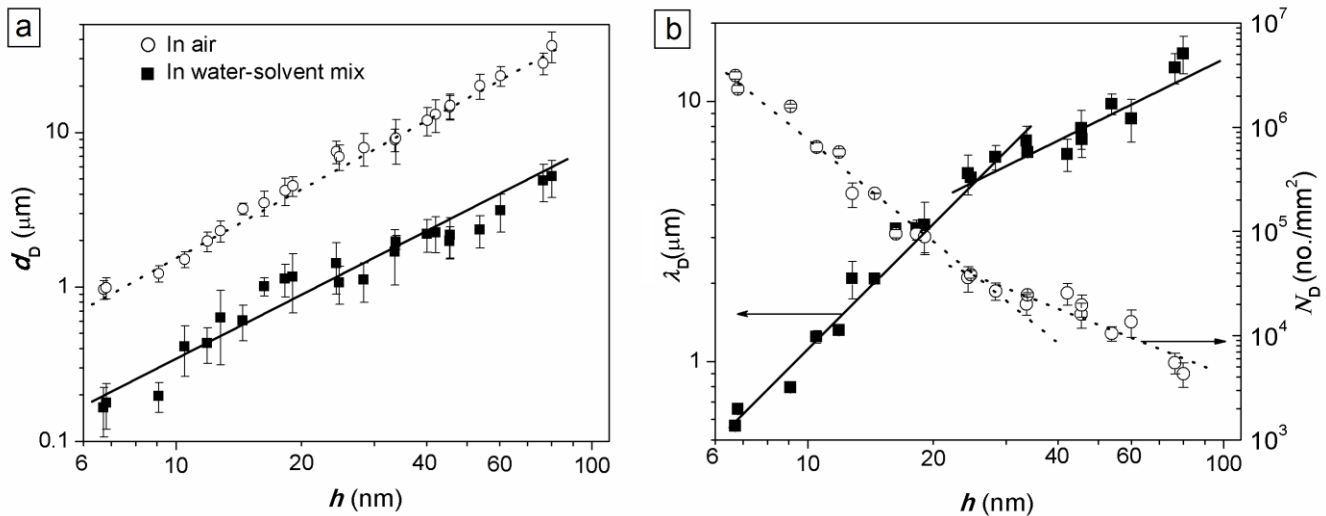 a
In air
In water-solvent mix
10
1
0.1
d_D (μm)
6
10
20
40
60
100
h (nm)
b
10
1
λ_D(μm)
10^7
10^6
10^5
10^4
10^3
N_D (no./mm^2)
6
10
20
40
60
100
h (nm)